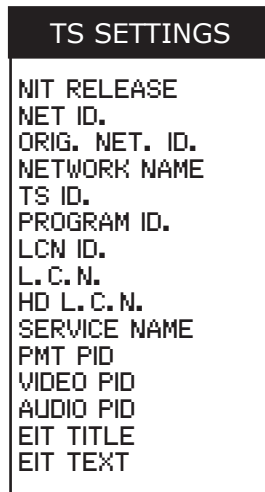 TS SETTINGS
NIT RELEASE
NET ID.
ORIG. NET. ID.
NETWORK NAME
TS ID.
PROGRAM ID.
LCN ID.
L.C.N.
HD L.C.N.
SERVICE NAME
PMT PID
VIDEO PID
AUDIO PID
EIT TITLE
EIT TEXT